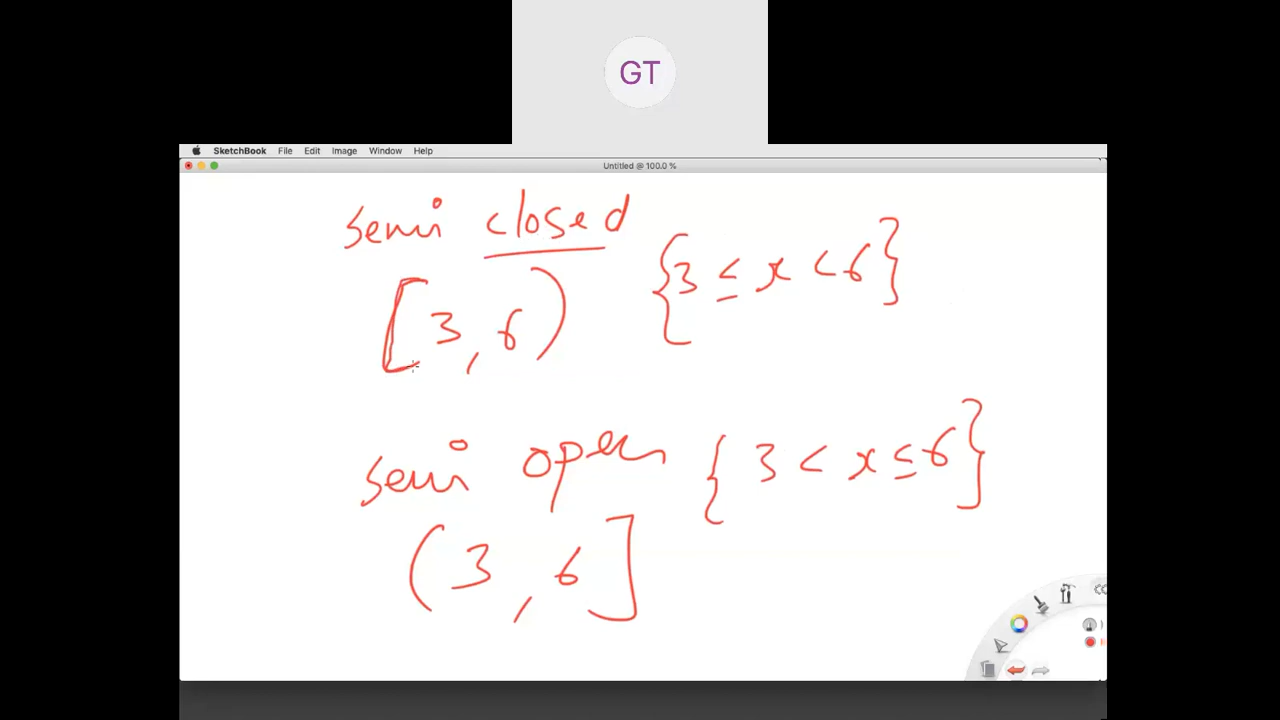 GT
SketchBook File Edit Image Window Help
Untitled @ 100.0 %
semi closed
[3, 6) {3 ≤ x < 6}
semi open { 3 < x ≤ 6}
(3, 6]